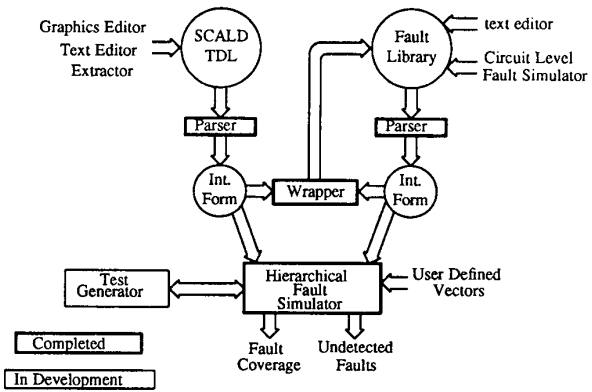 Graphics Editor
Text Editor
Extractor
SCALD
TDL
Fault
Library
text editor
Circuit Level
Fault Simulator
Parser
Parser
Int.
Form
Wrapper
Int.
Form
Test
Generator
Hierarchical
Fault
Simulator
User Defined
Vectors
Completed
Fault
Coverage
Undetected
Faults
In Development